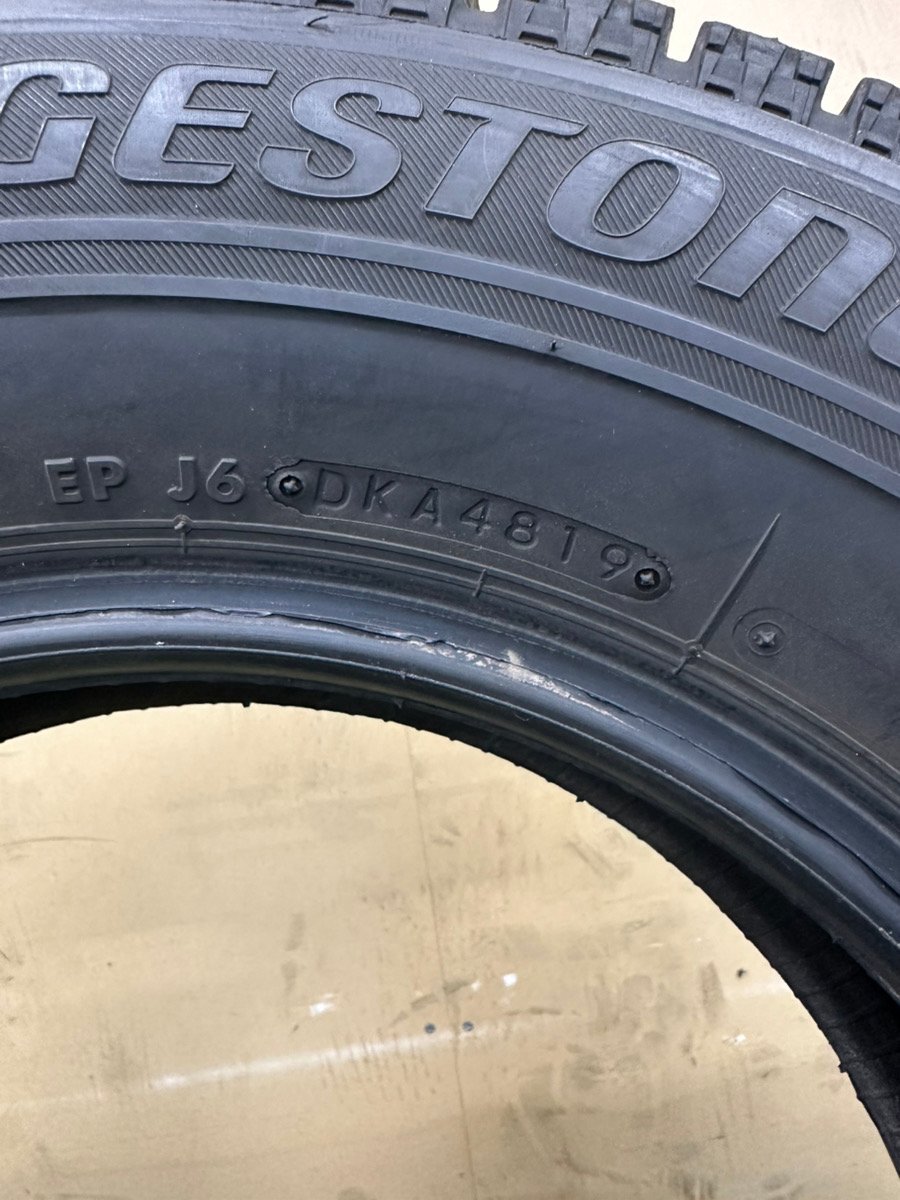 GESTON
EP J6 DKA4819